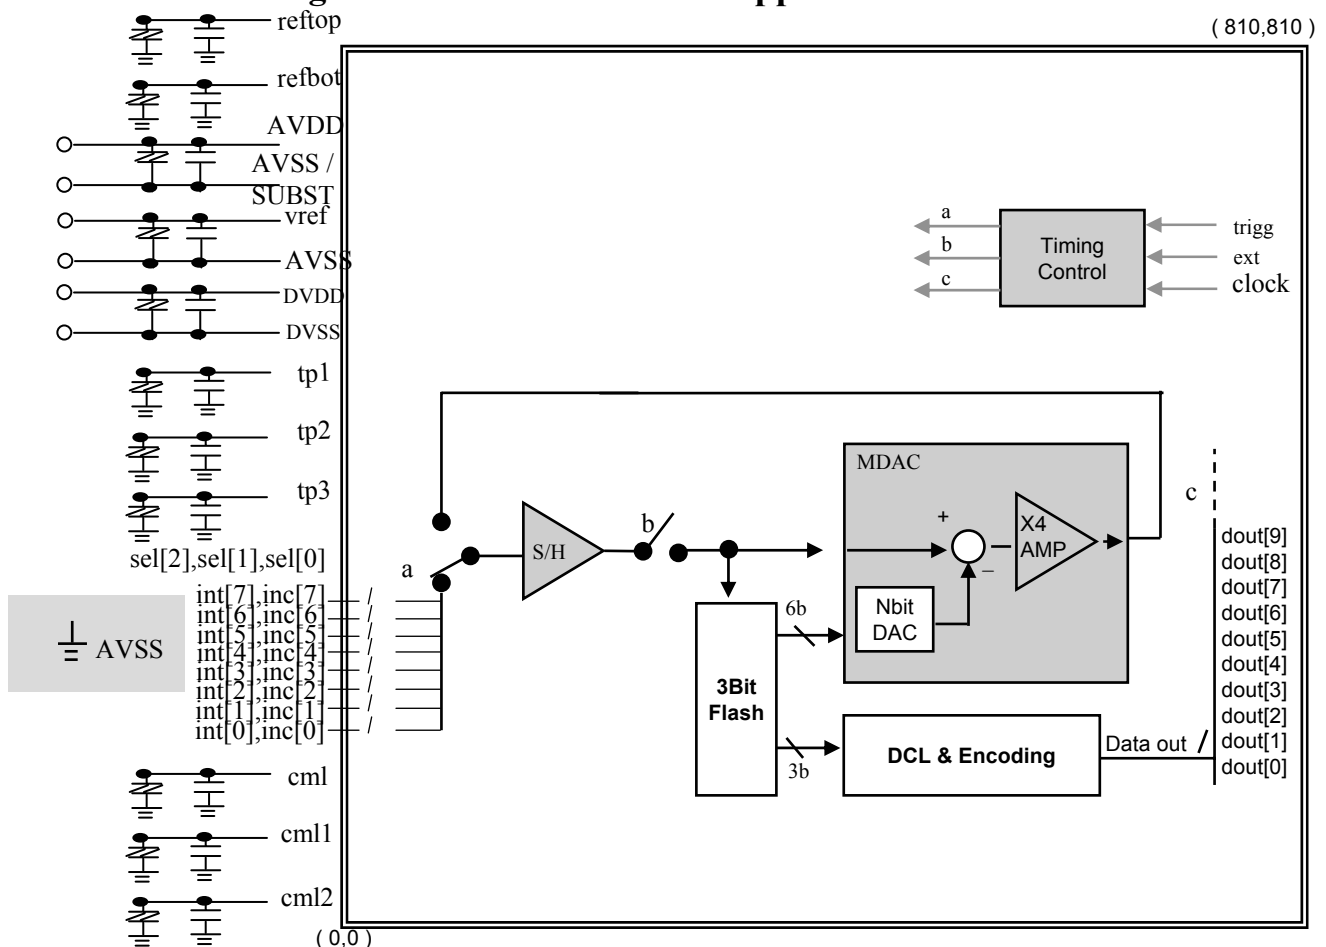 reftop
( 810,810 )
refbot
AVDD
AVSS /
SUBST
vref
AVSS
DVDD
DVSS
a
b
c
Timing
Control
trigg
ext
clock
tp1
tp2
tp3
sel[2],sel[1],sel[0]
a
S/H
b
MDAC
+
−
X4
AMP
Nbit
DAC
c
int[7],inc[7]
int[6],inc[6]
int[5],inc[5]
int[4],inc[4]
int[3],inc[3]
int[2],inc[2]
int[1],inc[1]
int[0],inc[0]
AVSS
6b
3Bit
Flash
3b
DCL & Encoding
Data out
dout[9]
dout[8]
dout[7]
dout[6]
dout[5]
dout[4]
dout[3]
dout[2]
dout[1]
dout[0]
cml
cml1
cml2
( 0,0 )